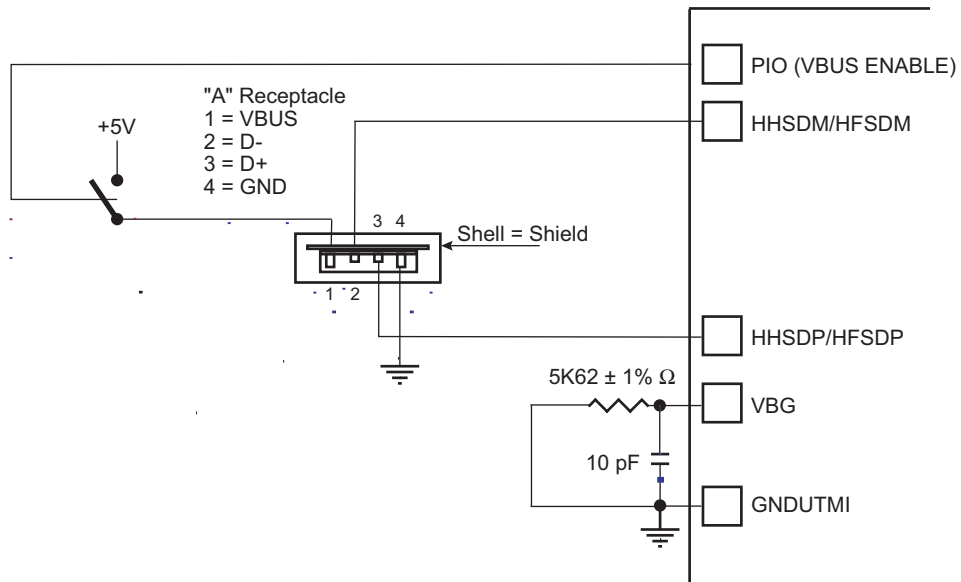 PIO (VBUS ENABLE)
"A" Receptacle
1 = VBUS
2 = D-
3 = D+
4 = GND
+5V
HHSDM/HFSDM
3 4
Shell = Shield
1 2
HHSDP/HFSDP
5K62 ± 1% Ω
VBG
10 pF
GNDUTMI